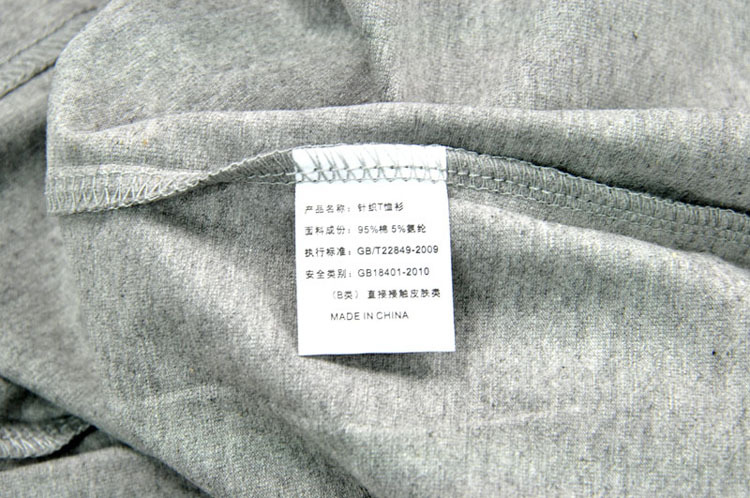 产品名称：针织T恤衫
面料成份：95%棉 5%氨纶
执行标准：GB/T22849-2009
安全类别：GB18401-2010
（B类）直接接触皮肤类
MADE IN CHINA